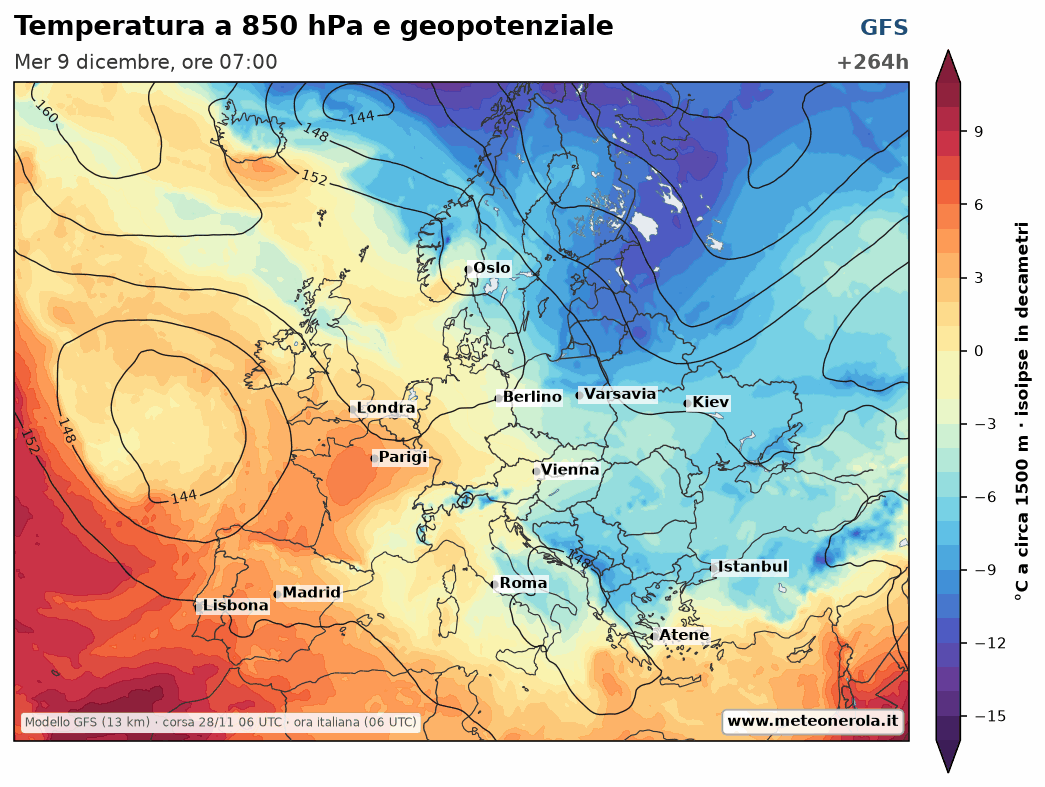 Temperatura a 850 hPa e geopotenziale
GFS
Mer 9 dicembre, ore 07:00
+264h
160
144
148
152
Oslo
Londra
Berlino
Varsavia
Kiev
Parigi
Vienna
148
152
144
152
148
Istanbul
Roma
Madrid
Lisbona
Atene
Modello GFS (13 km) · corsa 28/11 06 UTC · ora italiana (06 UTC)
www.meteonerola.it
9
6
3
0
−3
−6
−9
−12
−15
°C a circa 1500 m · isoipse in decametri